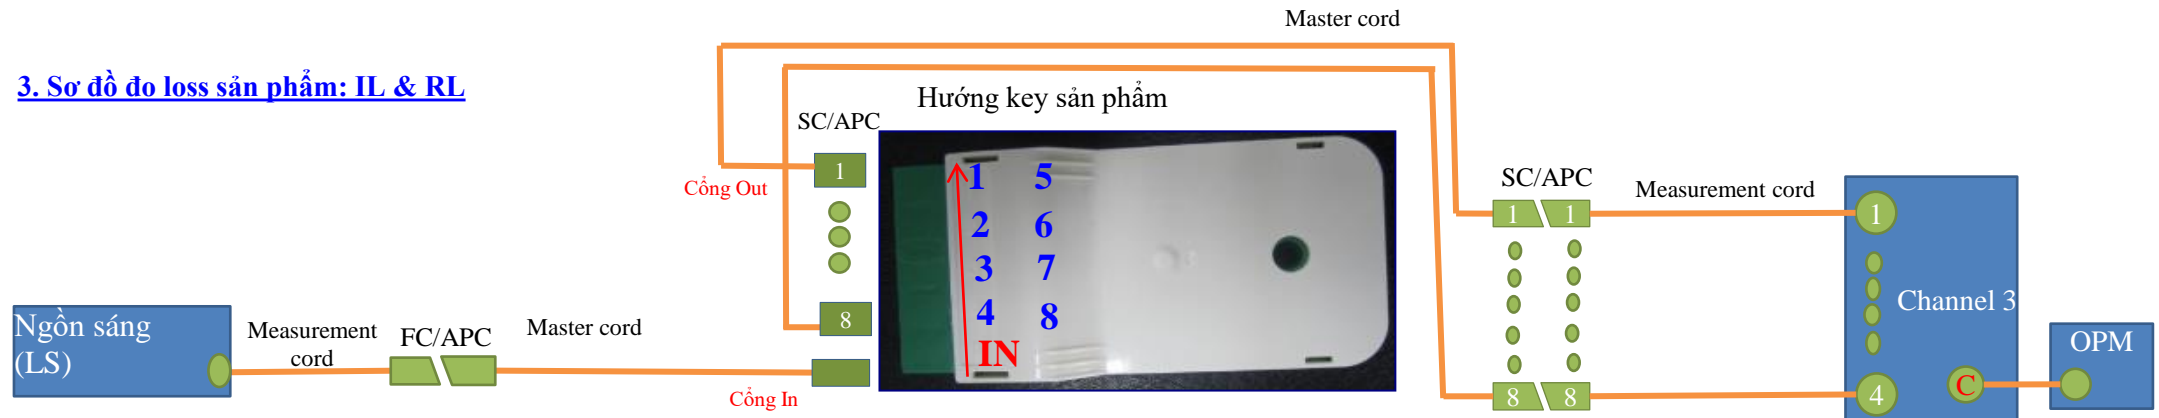 Master cord
3. Sơ đồ đo loss sản phẩm: IL & RL
Hướng key sản phẩm
SC/APC
1
Cổng Out
8
Cổng In
1 5
2 6
3 7
4 8
IN
SC/APC
Measurement cord
1 1
8 8
1
Channel 3
4
C
OPM
Ngồn sáng
(LS)
Measurement
cord
FC/APC
Master cord